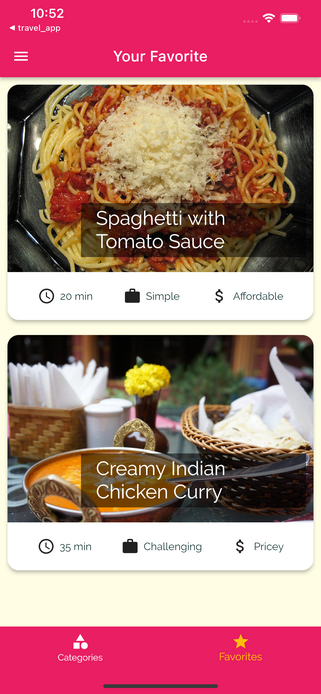 10:52
◀ travel_app
Your Favorite
Spaghetti with
Tomato Sauce
20 min Simple Affordable
Creamy Indian
Chicken Curry
35 min Challenging Pricey
Categories Favorites